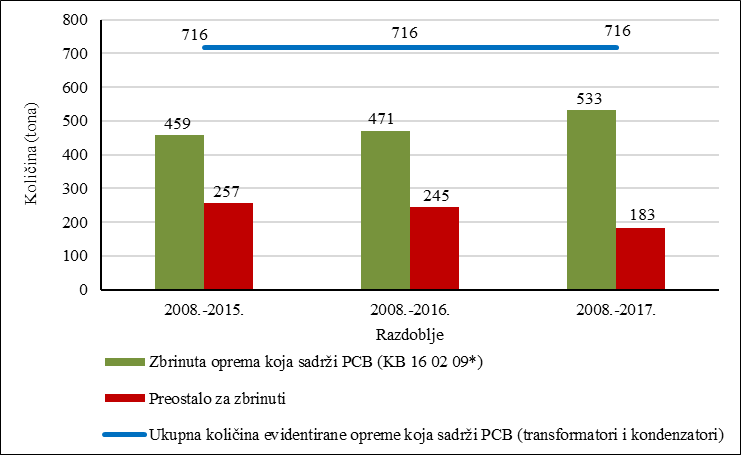 800
700
600
500
400
300
200
100
0
Količina (tona)
716 716 716
459 471 533
257 245 183
2008.-2015. 2008.-2016. 2008.-2017.
Razdoblje
Zbrinuta oprema koja sadrži PCB (KB 16 02 09*)
Preostalo za zbrinuti
Ukupna količina evidentirane opreme koja sadrži PCB (transformatori i kondenzatori)